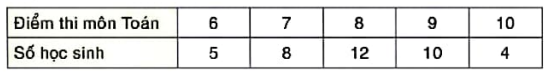 Điểm thi môn Toán 6 7 8 9 10
Số học sinh 5 8 12 10 4